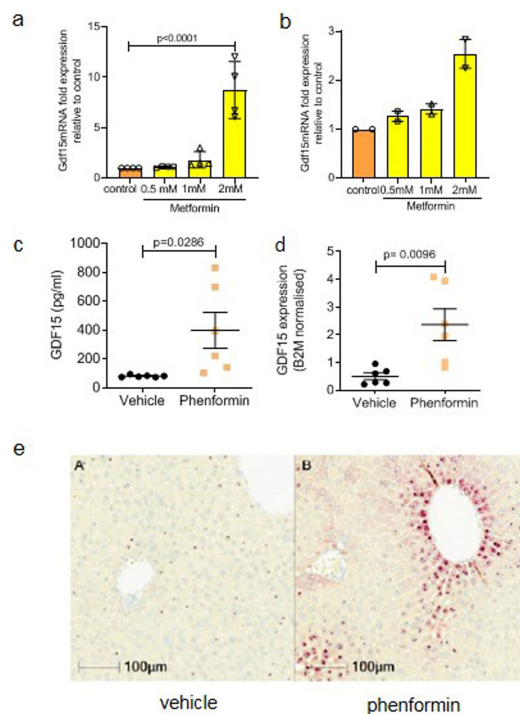 a
Gdf15mRNA fold expression
relative to control
15
10
5
0
p<0.0001
control 0.5 mM 1mM 2mM
Metformin
b
Gdf15mRNA fold expression
relative to control
3
2
1
0
control 0.5mM 1mM 2mM
Metformin
c
GDF15 (pg/ml)
1000
800
600
400
200
0
p=0.0286
Vehicle Phenformin
d
GDF15 expression
(B2M normalised)
5
4
3
2
1
0
p= 0.0096
Vehicle Phenformin
e
A
100μm
B
100μm
vehicle
phenformin